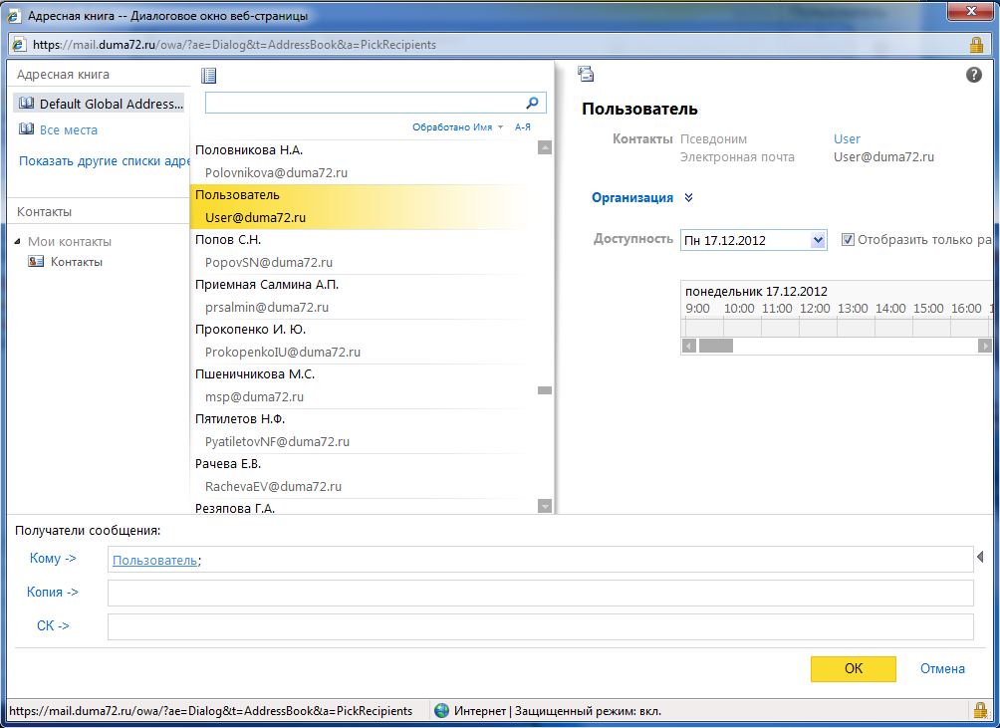 Адресная книга -- Диалоговое окно веб-страницы
https://mail.duma72.ru/owa/?ae=Dialog&t=AddressBook&a=PickRecipients
Адресная книга
Default Global Address...
Все места
Показать другие списки адре
Контакты
Мои контакты
Контакты
Обработано Имя А-Я
Половникова Н.А.
Polovnikova@duma72.ru
Пользователь
User@duma72.ru
Попов С.Н.
PopovSN@duma72.ru
Приемная Салмина А.П.
prsalmin@duma72.ru
Прокопенко И. Ю.
ProkopenkoIU@duma72.ru
Пшеничникова М.С.
msp@duma72.ru
Пятилетов Н.Ф.
PyatiletovNF@duma72.ru
Рачева Е.В.
RachevaEV@duma72.ru
Резяпова Г.А.
Пользователь
Контакты Псевдоним User
Электронная почта User@duma72.ru
Организация
Доступность Пн 17.12.2012 Отобразить только ра
понедельник 17.12.2012
9:00 10:00 11:00 12:00 13:00 14:00 15:00 16:00 1
Получатели сообщения:
Кому -> Пользователь;
Копия ->
СК ->
ОК Отмена
https://mail.duma72.ru/owa/?ae=Dialog&t=AddressBook&a=PickRecipients Интернет | Защищенный режим: вкл.